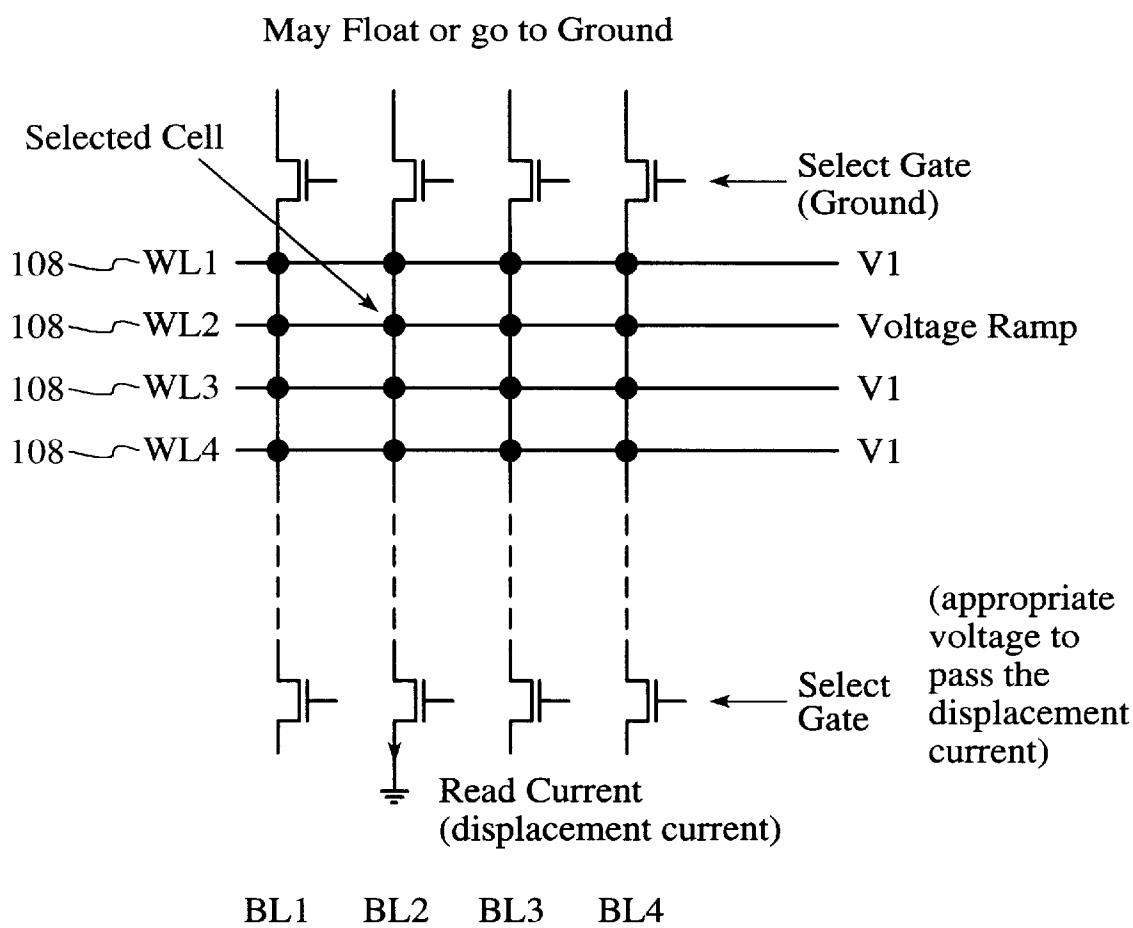 May Float or go to Ground
Selected Cell
Select Gate
(Ground)
108 WL1 V1
108 WL2 Voltage Ramp
108 WL3 V1
108 WL4 V1
Select
Gate
(appropriate
voltage to
pass the
displacement
current)
Read Current
(displacement current)
BL1 BL2 BL3 BL4